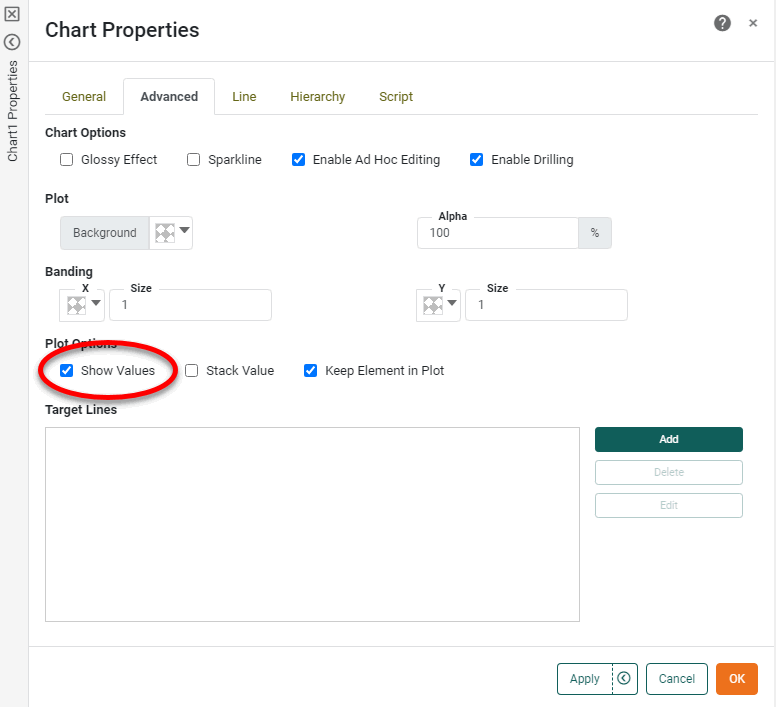 Chart1 Properties
Chart Properties
?
General Advanced Line Hierarchy Script
Chart Options
Glossy Effect Sparkline Enable Ad Hoc Editing Enable Drilling
Plot
Background Alpha 100 %
Banding
X Size 1 Y Size 1
Plot Options
Show Values Stack Value Keep Element in Plot
Target Lines
Add
Delete
Edit
Apply Cancel OK